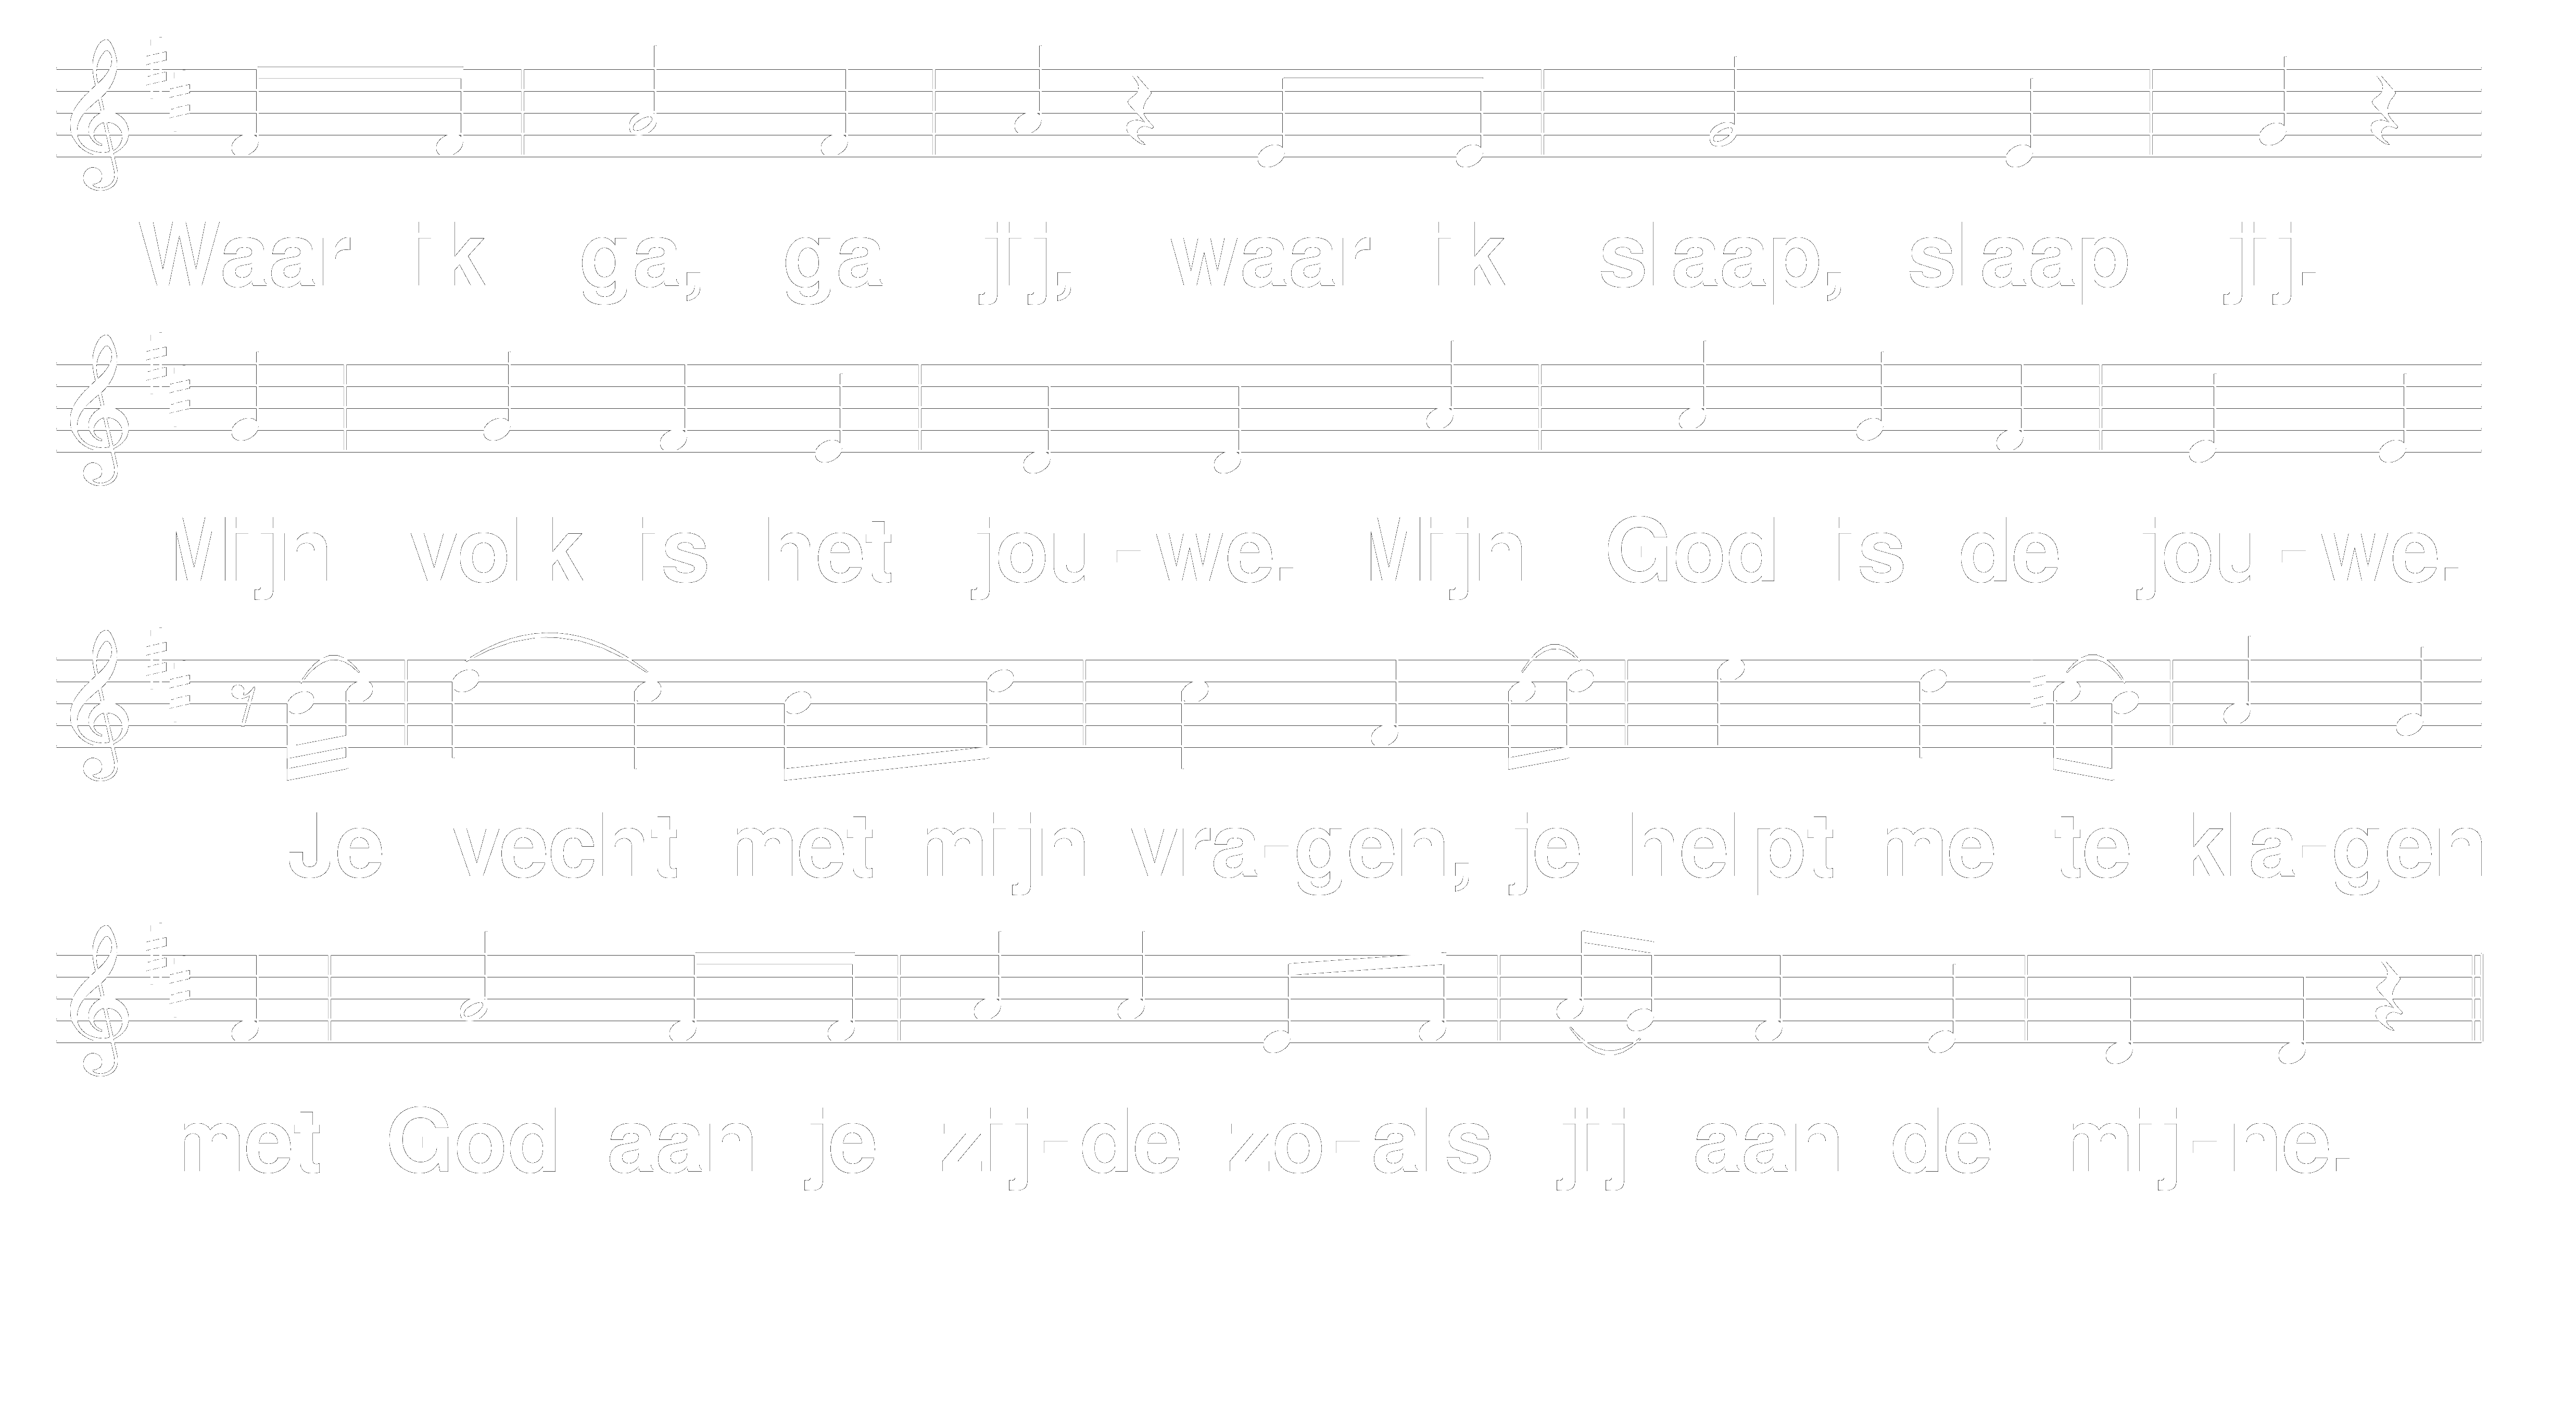 Waar ik ga, ga jij, waar ik slaap, slaap jij.
Mijn volk is het jou-we. Mijn God is de jou-we.
Je vecht met mijn vra-gen, je helpt me te kla-gen
met God aan je zij-de zo-als jij aan de mij-ne.